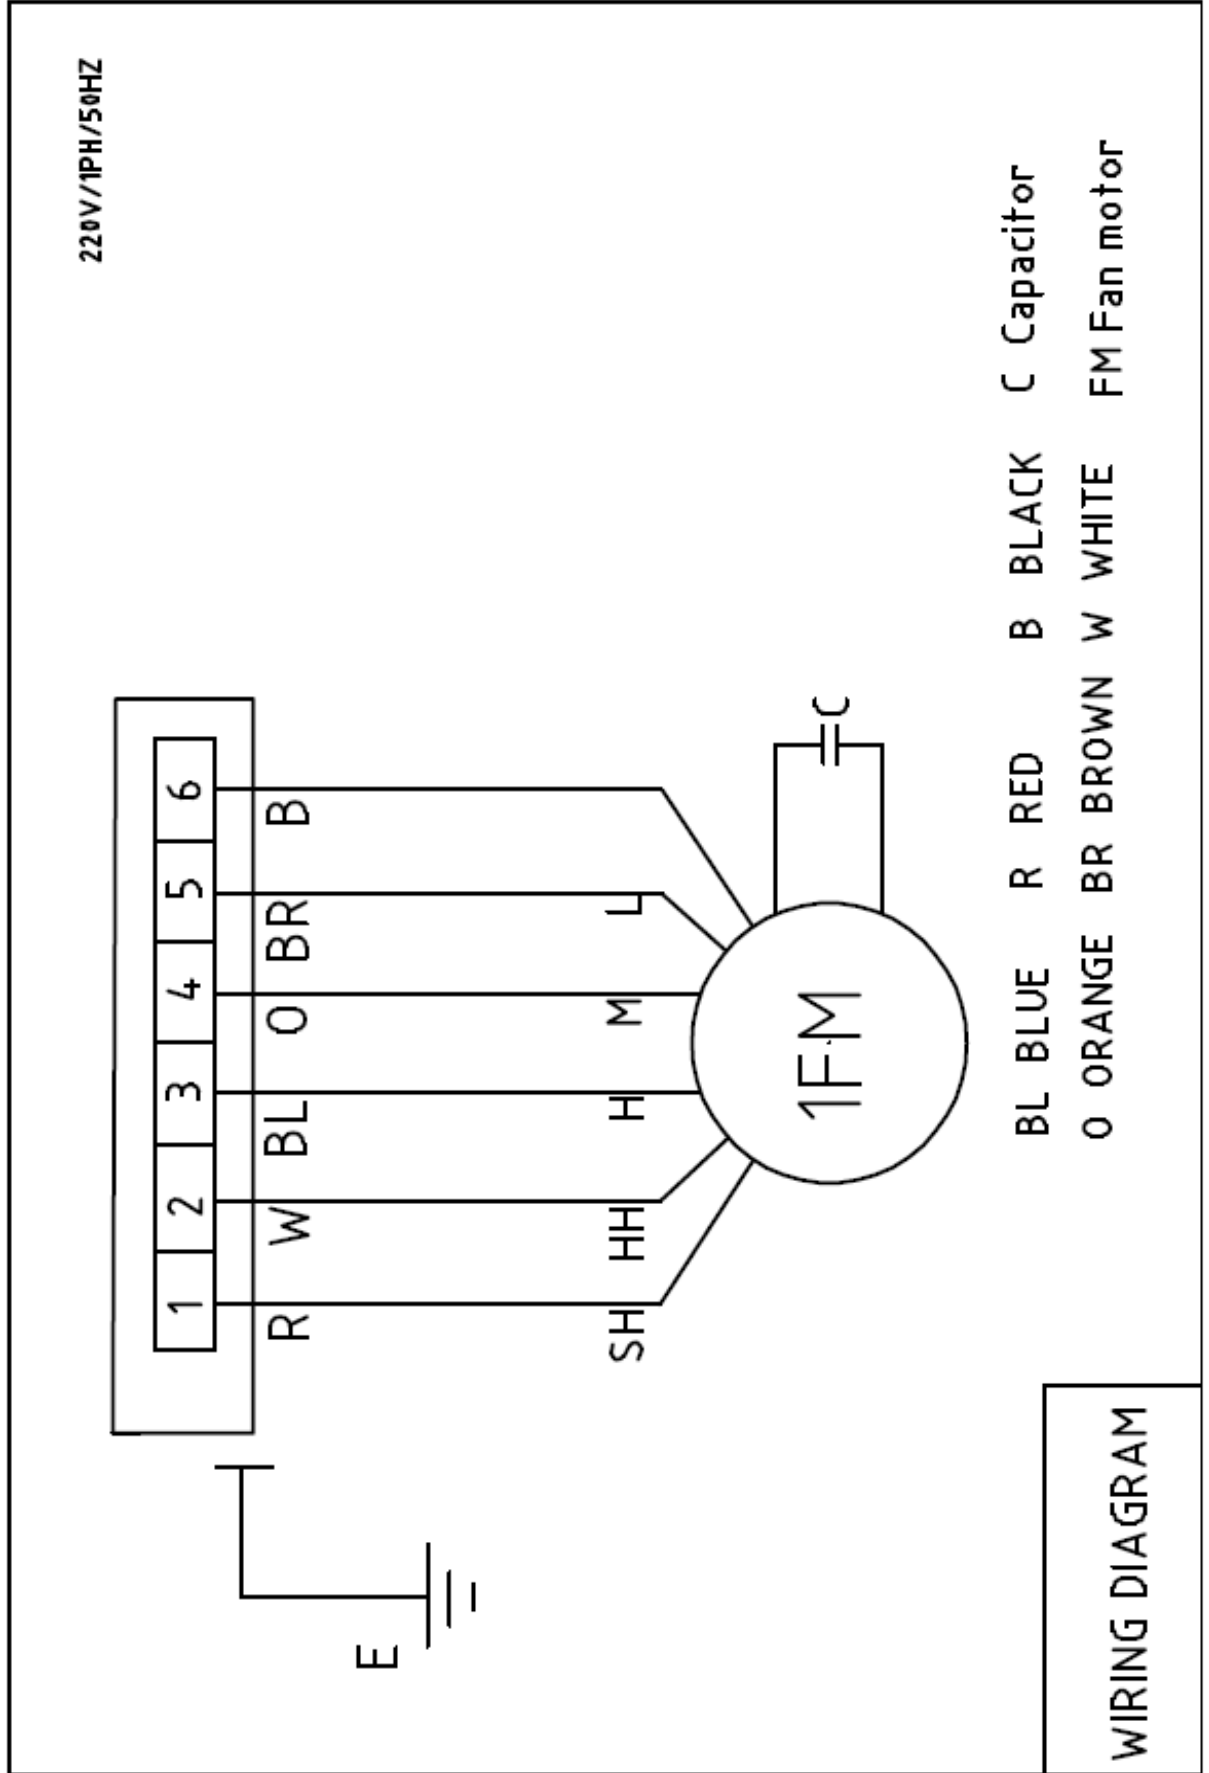 220V/1PH/50HZ
1 2 3 4 5 6
R W BL O BR B
E
SH HH H M L
1FM
C
BL BLUE R RED B BLACK C Capacitor
O ORANGE BR BROWN W WHITE FM Fan motor
WIRING DIAGRAM